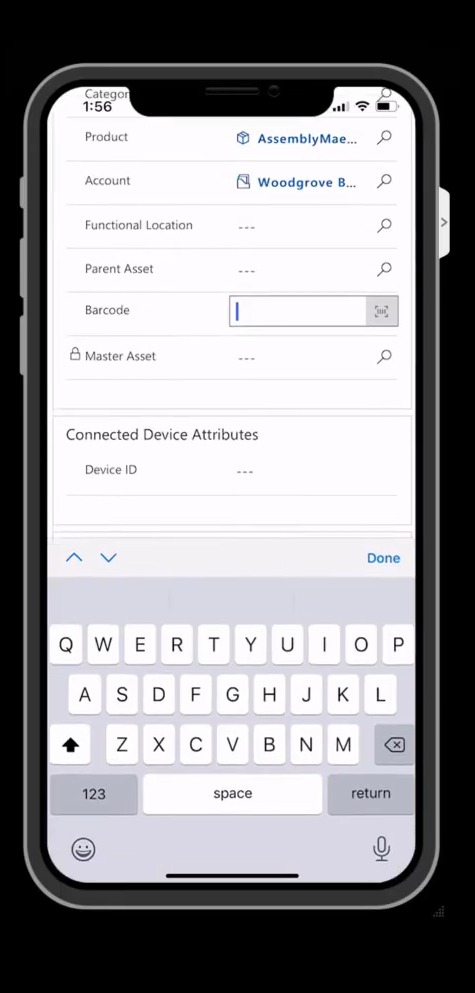 Categor
1:56
Product AssemblyMae...
Account Woodgrove B...
Functional Location ---
Parent Asset ---
Barcode
Master Asset ---
Connected Device Attributes
Device ID ---
Done
Q W E R T Y U I O P
A S D F G H J K L
Z X C V B N M
123 space return